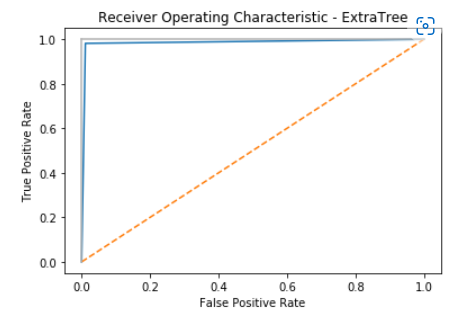 Receiver Operating Characteristic - ExtraTree
1.0
0.8
0.6
0.4
0.2
0.0
True Positive Rate
0.0 0.2 0.4 0.6 0.8 1.0
False Positive Rate